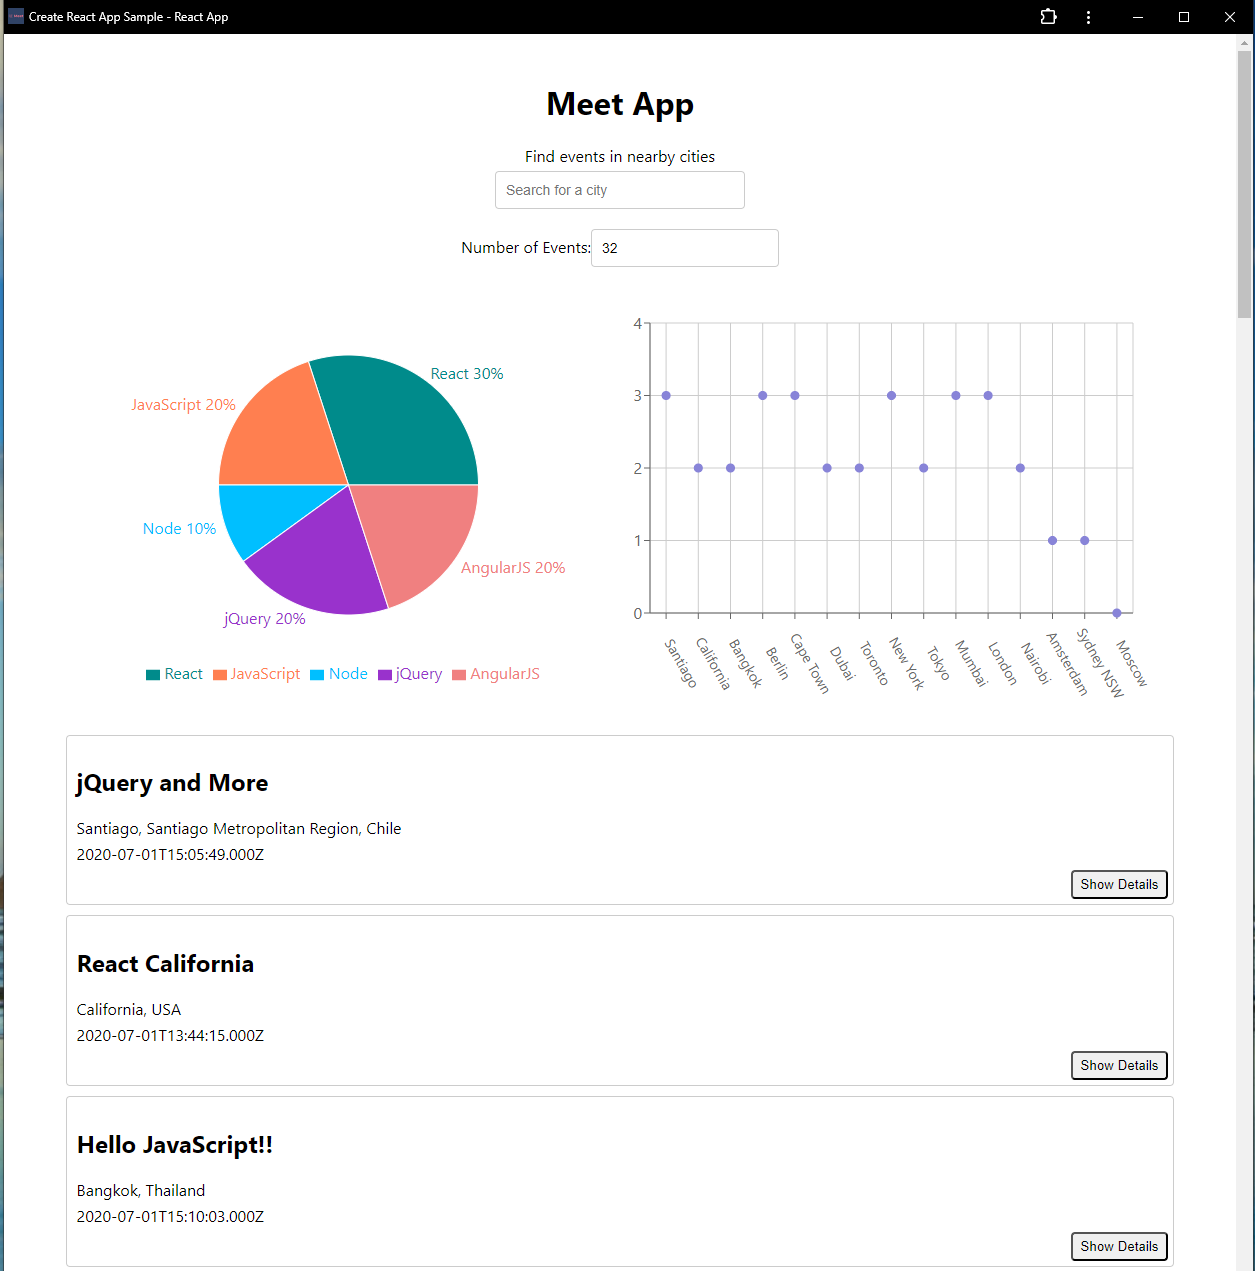 Create React App Sample - React App
Meet App
Find events in nearby cities
Search for a city
Number of Events: 32
React 30%
JavaScript 20%
Node 10%
AngularJS 20%
jQuery 20%
React JavaScript Node jQuery AngularJS
4
3
2
1
0
Santiago California Bangkok Berlin Cape Town Dubai Toronto New York Tokyo Mumbai London Nairobi Amsterdam Sydney NSW Moscow
jQuery and More
Santiago, Santiago Metropolitan Region, Chile
2020-07-01T15:05:49.000Z
Show Details
React California
California, USA
2020-07-01T13:44:15.000Z
Show Details
Hello JavaScript!!
Bangkok, Thailand
2020-07-01T15:10:03.000Z
Show Details